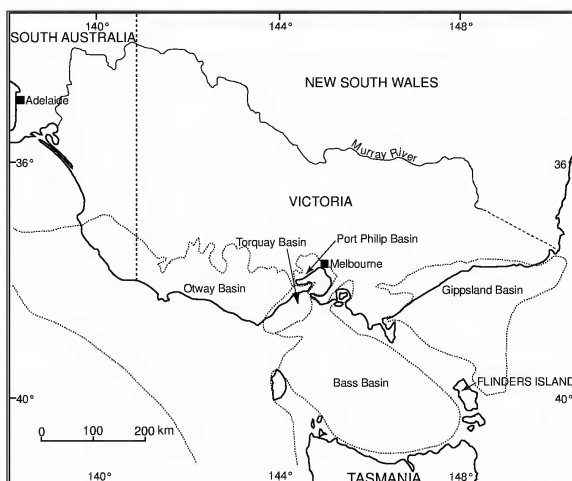 140°
144°
148°
SOUTH AUSTRALIA
NEW SOUTH WALES
Adelaide
Murray River
36°
36°
VICTORIA
Port Philip Basin
Torquay Basin
Melbourne
Otway Basin
Gippsland Basin
Bass Basin
FLINDERS ISLAND
40°
40°
0 100 200 km
140°
144°
148°
TASMANIA